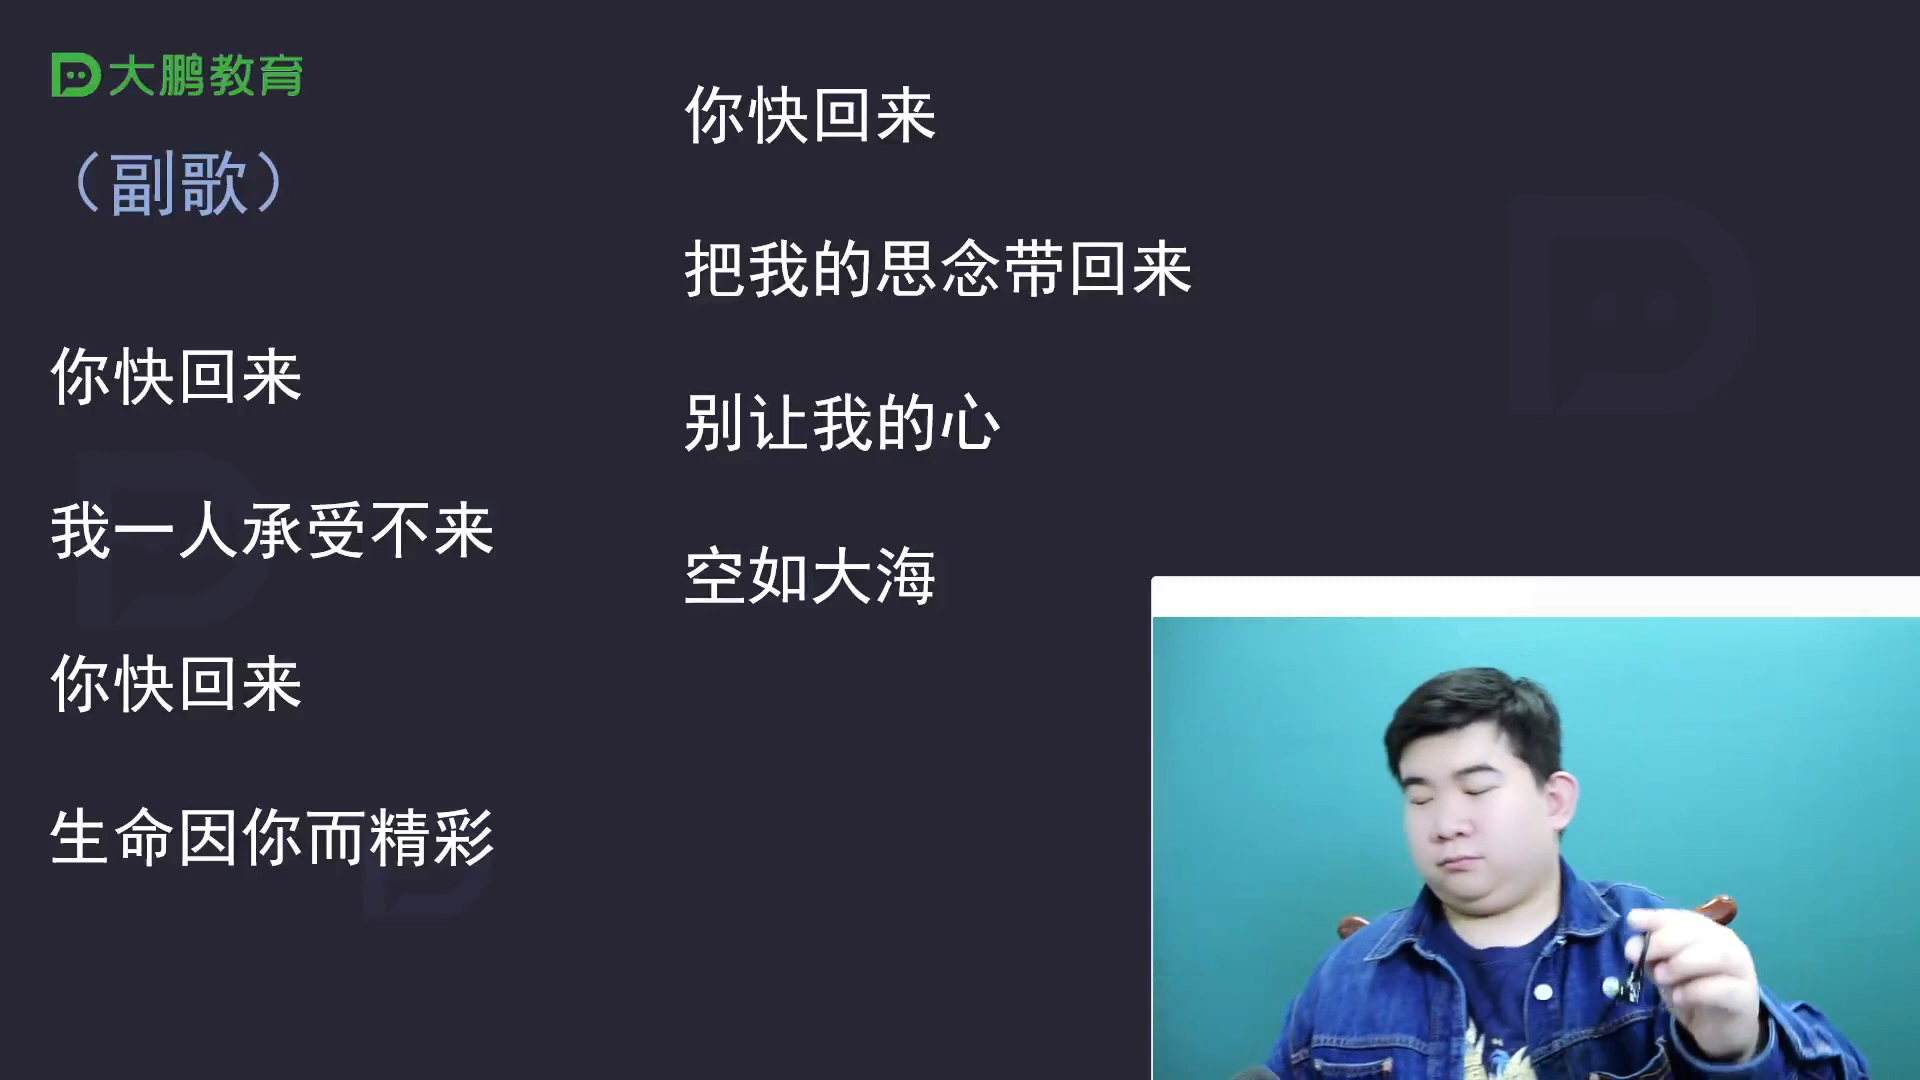 大鹏教育
（副歌）
你快回来
我一人承受不来
你快回来
生命因你而精彩
你快回来
把我的思念带回来
别让我的心
空如大海